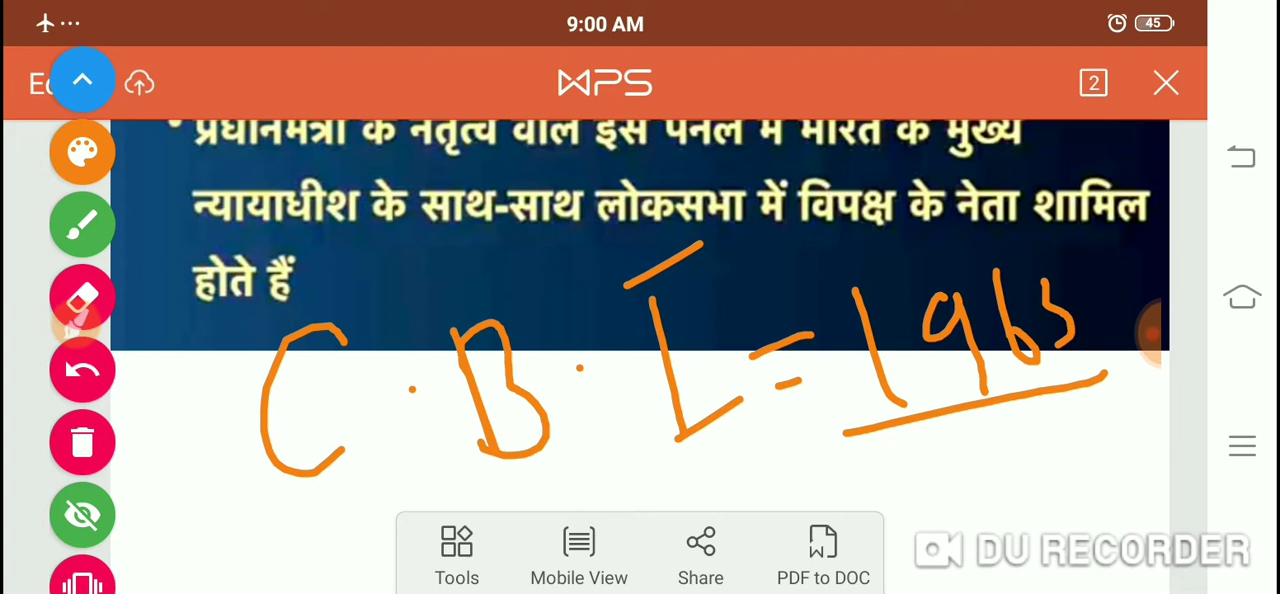 9:00 AM
45
WPS
2
प्रधानमंत्री के नेतृत्व वाले इस पैनल में भारत के मुख्य
न्यायाधीश के साथ-साथ लोकसभा में विपक्ष के नेता शामिल
होते हैं
C.B.I = 1963
Tools
Mobile View
Share
PDF to DOC
DU RECORDER